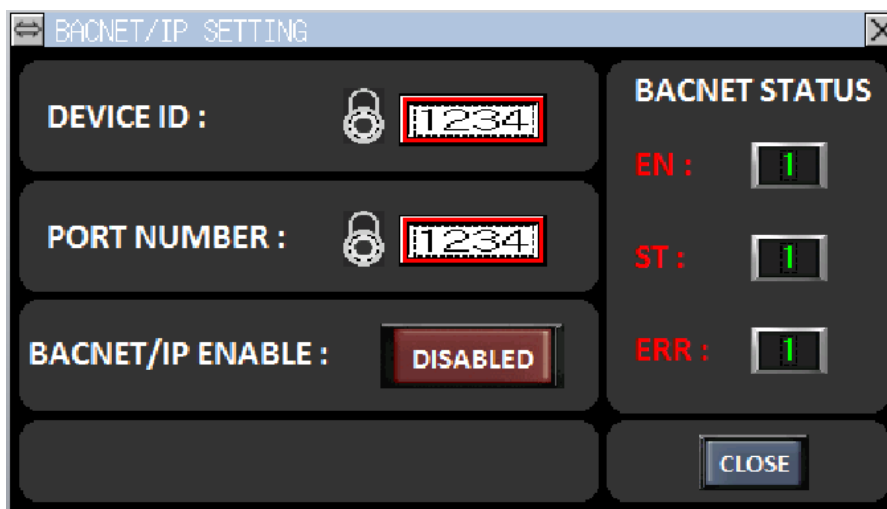 BACNET/IP SETTING
DEVICE ID : 1234
PORT NUMBER : 1234
BACNET/IP ENABLE : DISABLED
BACNET STATUS
EN : 1
ST : 1
ERR : 1
CLOSE